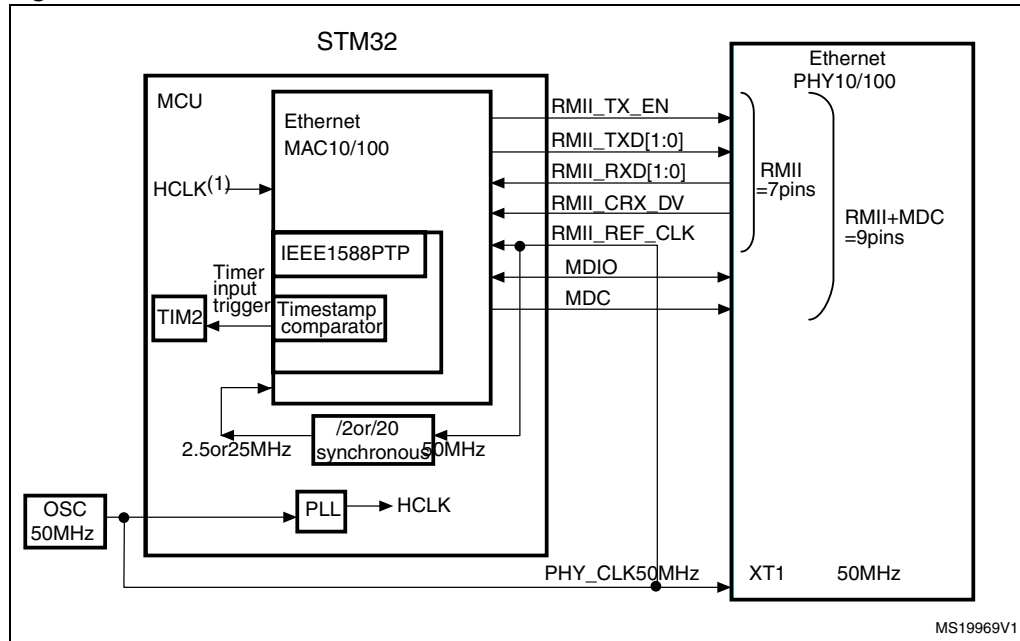 STM32
MCU
Ethernet
MAC10/100
HCLK(1)
IEEE1588PTP
Timer
input
trigger
TIM2
Timestamp
comparator
/2or/20
synchronous
2.5or25MHz
50MHz
OSC
50MHz
PLL
HCLK
RMII_TX_EN
RMII_TXD[1:0]
RMII_RXD[1:0]
RMII_CRX_DV
RMII_REF_CLK
MDIO
MDC
PHY_CLK50MHz
Ethernet
PHY10/100
RMII
=7pins
RMII+MDC
=9pins
XT1
50MHz
MS19969V1